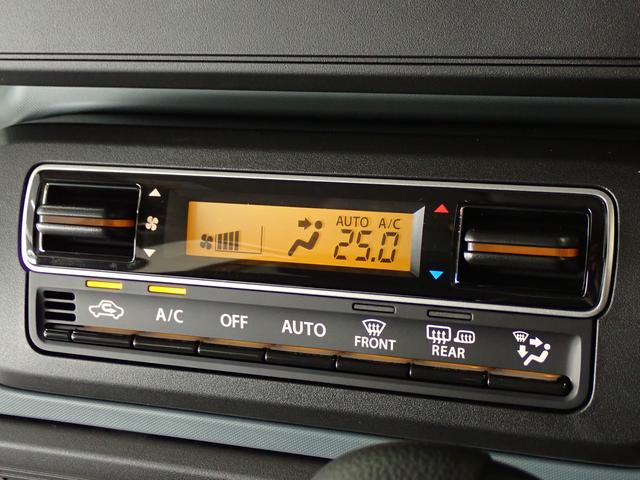 AUTO A/C
25.0
A/C
OFF
AUTO
FRONT
REAR